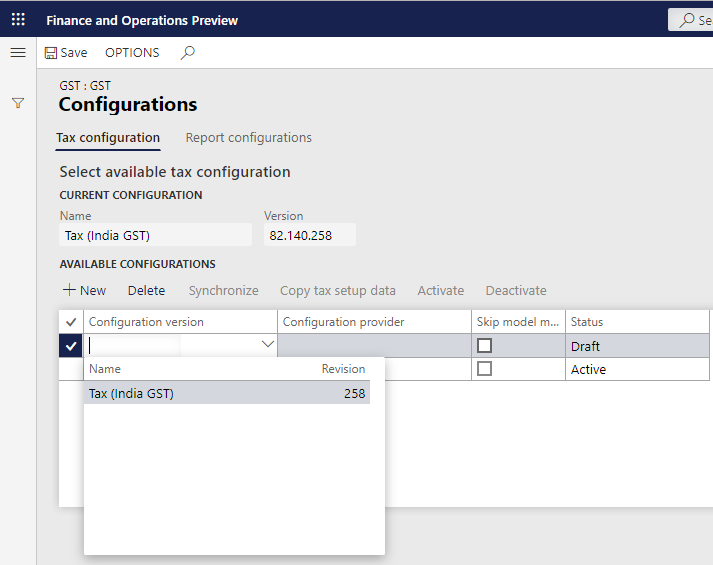 Finance and Operations Preview
Se
Save OPTIONS
GST : GST
Configurations
Tax configuration Report configurations
Select available tax configuration
CURRENT CONFIGURATION
Name Version
Tax (India GST) 82.140.258
AVAILABLE CONFIGURATIONS
New Delete Synchronize Copy tax setup data Activate Deactivate
Configuration version Configuration provider Skip model m... Status
Draft
Name Revision Active
Tax (India GST) 258